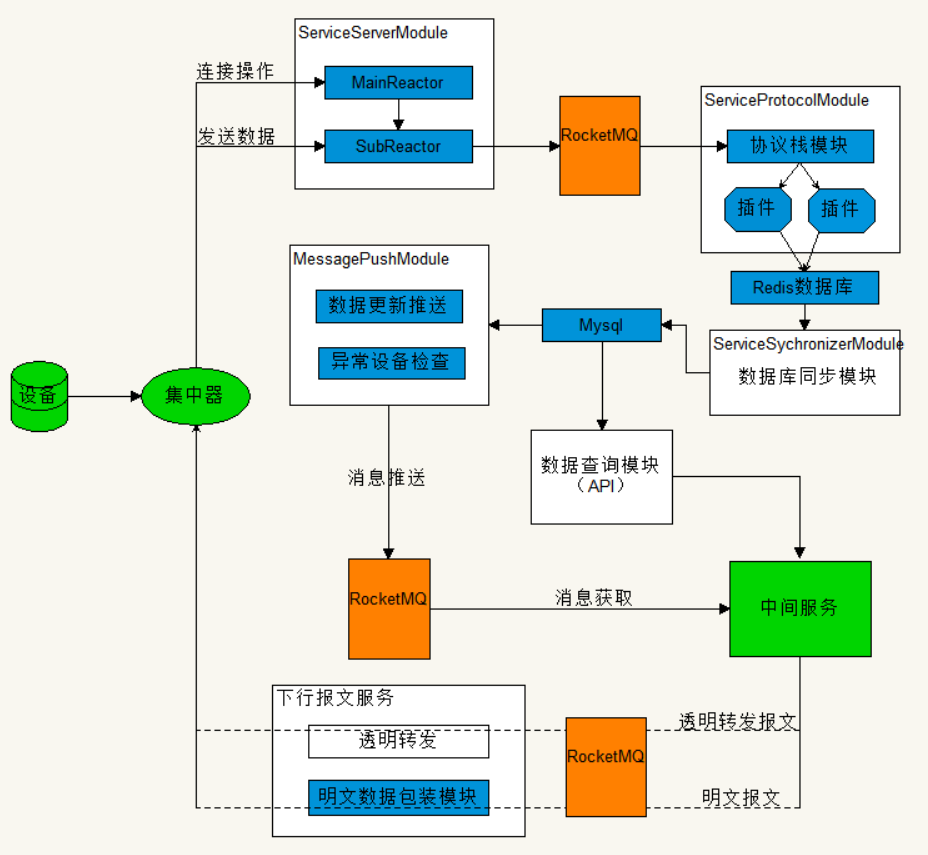 ServiceServerModule
连接操作
MainReactor
发送数据
SubReactor
RocketMQ
ServiceProtocolModule
协议栈模块
插件
插件
Redis数据库
MessagePushModule
数据更新推送
异常设备检查
Mysql
ServiceSychronizerModule
数据库同步模块
设备
集中器
数据查询模块
（API）
消息推送
RocketMQ
消息获取
中间服务
下行报文服务
透明转发
明文数据包装模块
RocketMQ
透明转发报文
明文报文